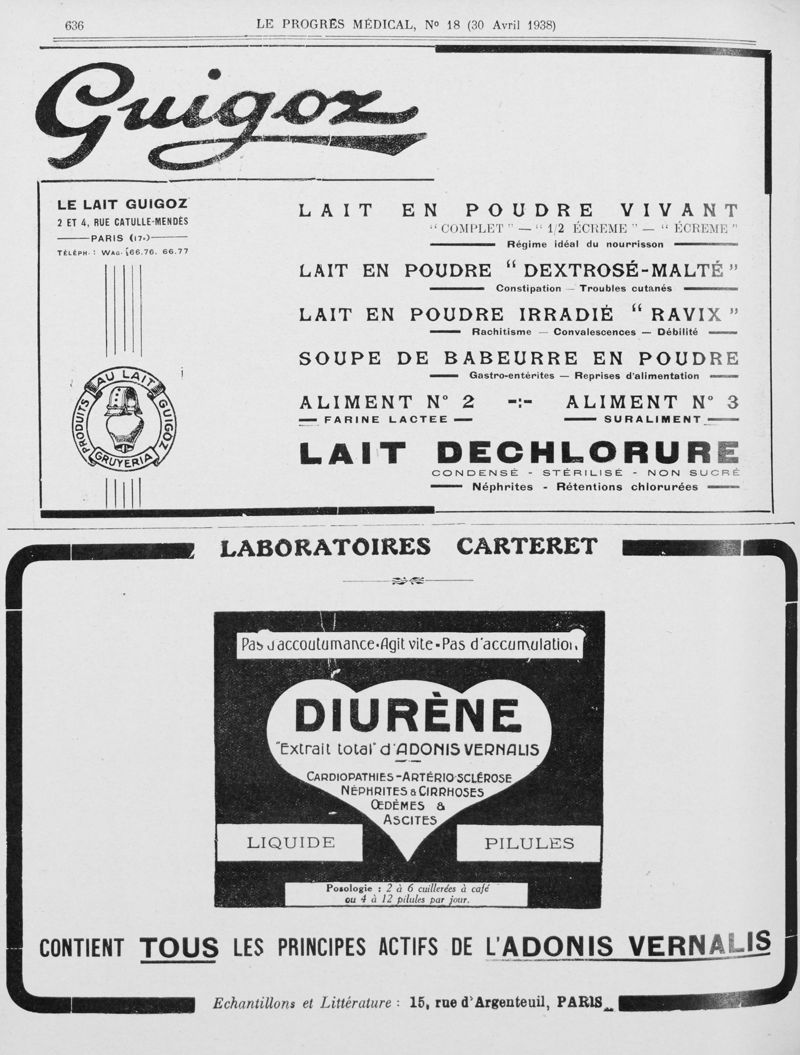 636
LE PROGRÈS MÉDICAL, No 18 (30 Avril 1938)
Guigoz
LE LAIT GUIGOZ
2 ET 4, RUE CATULLE-MENDÈS
PARIS (17e)
TÉLÉPH. : WAG. 66.76. 66.77
AU LAIT GUIGOZ
PRODUITS
GRUYERIA
LAIT EN POUDRE VIVANT
“ COMPLET ” — “ 1/2 ÉCREME ” — “ ÉCREME ”
Régime idéal du nourrisson
LAIT EN POUDRE “ DEXTROSÉ-MALTÉ ”
Constipation — Troubles cutanés
LAIT EN POUDRE IRRADIÉ “ RAVIX ”
Rachitisme — Convalescences — Débilité
SOUPE DE BABEURRE EN POUDRE
Gastro-entérites — Reprises d'alimentation
ALIMENT N° 2 -:- ALIMENT N° 3
FARINE LACTEE — SURALIMENT
LAIT DECHLORURE
CONDENSÉ - STÉRILISÉ - NON SUCRÉ
Néphrites - Rétentions chlorurées
LABORATOIRES CARTERET
Pas d'accoutumance·Agit vite-Pas d'accumulation
DIURÈNE
"Extrait total" d'ADONIS VERNALIS
CARDIOPATHIES-ARTÉRIO-SCLÉROSE
NÉPHRITES & CIRRHOSES
ŒDÈMES &
ASCITES
LIQUIDE
PILULES
Posologie : 2 à 6 cuillerées à café
ou 4 à 12 pilules par jour.
CONTIENT TOUS LES PRINCIPES ACTIFS DE L'ADONIS VERNALIS
Echantillons et Littérature : 15, rue d'Argenteuil, PARIS